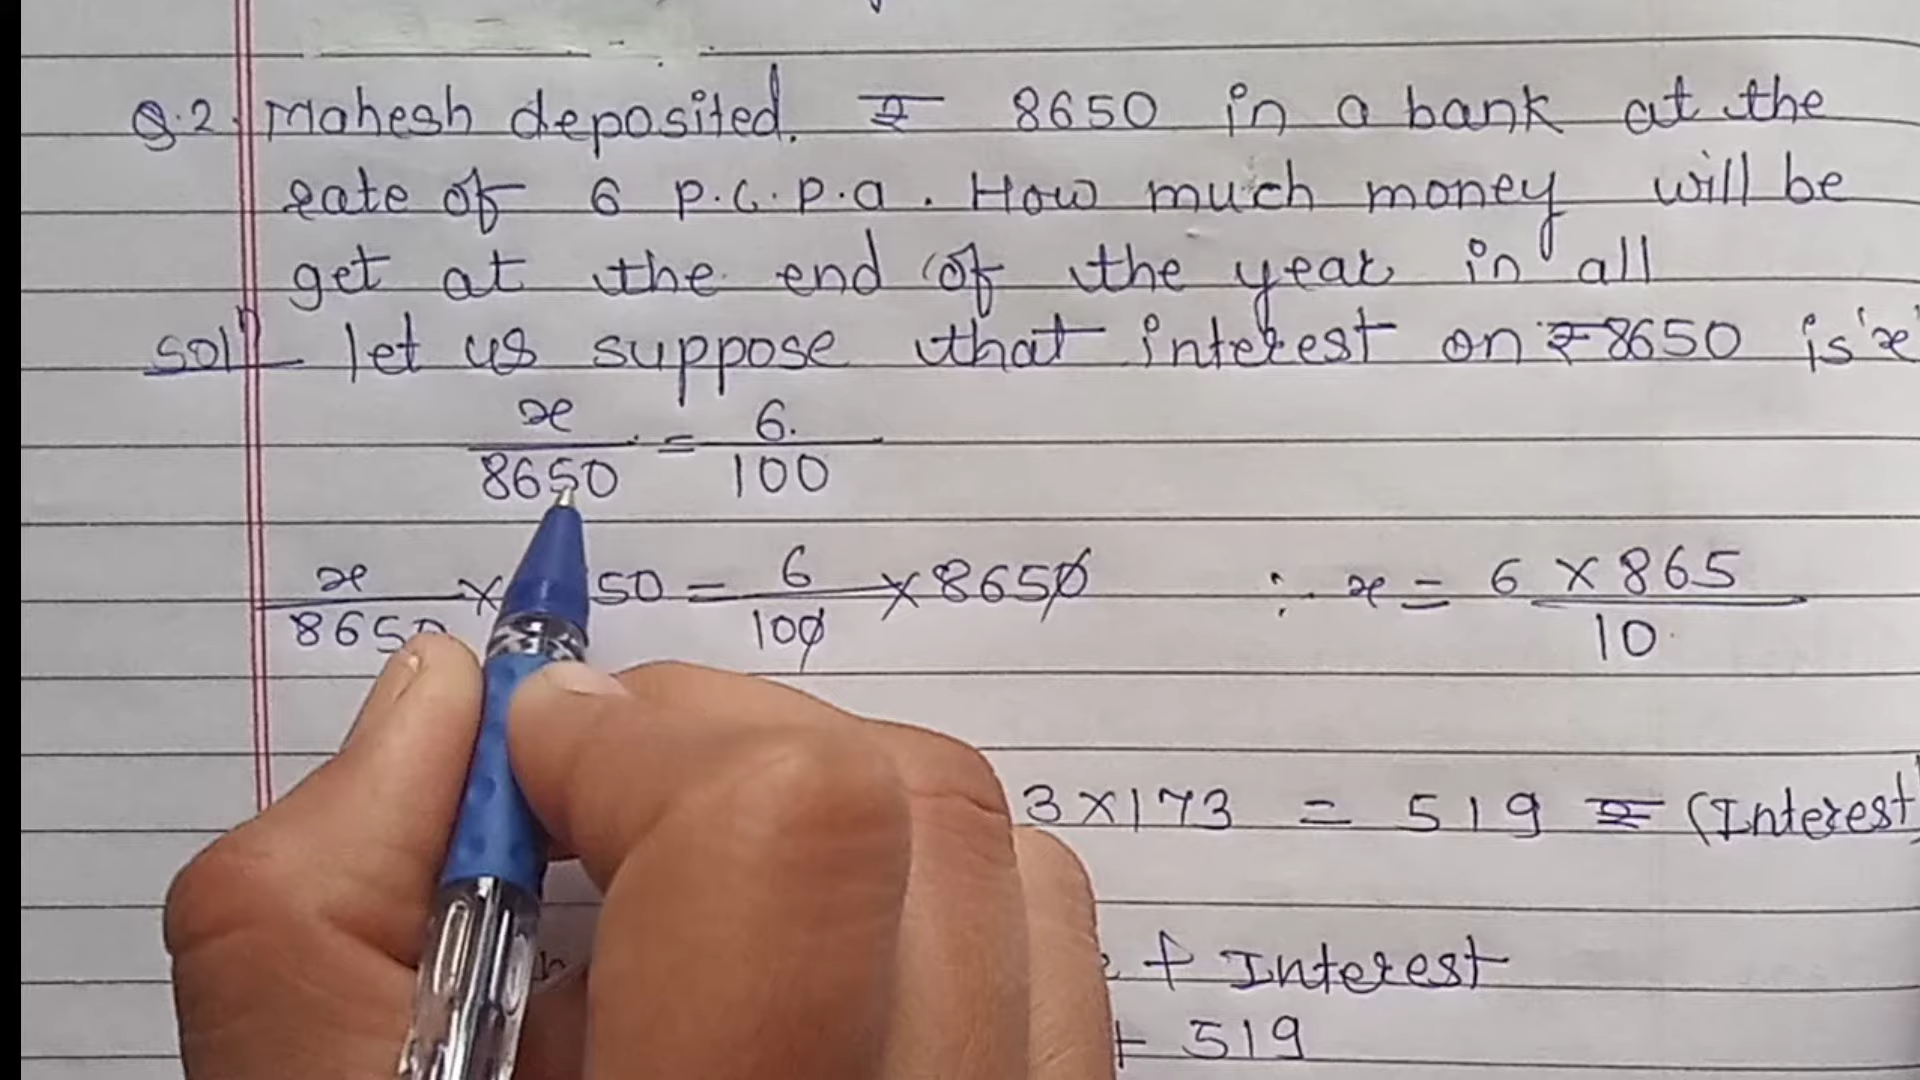 Q.2. Mahesh deposited. ₹ 8650 in a bank at the
rate of 6 p.c.p.a. How much money will be
get at the end of the year in all
Solⁿ let us suppose that interest on ₹ 8650 is 'x'
x/8650 = 6/100
x/8650 × 50 = 6/100 × 8650 ∴ x = 6 × 865/10
3 × 173 = 519 ₹ (Interest)
+ Interest
+ 519